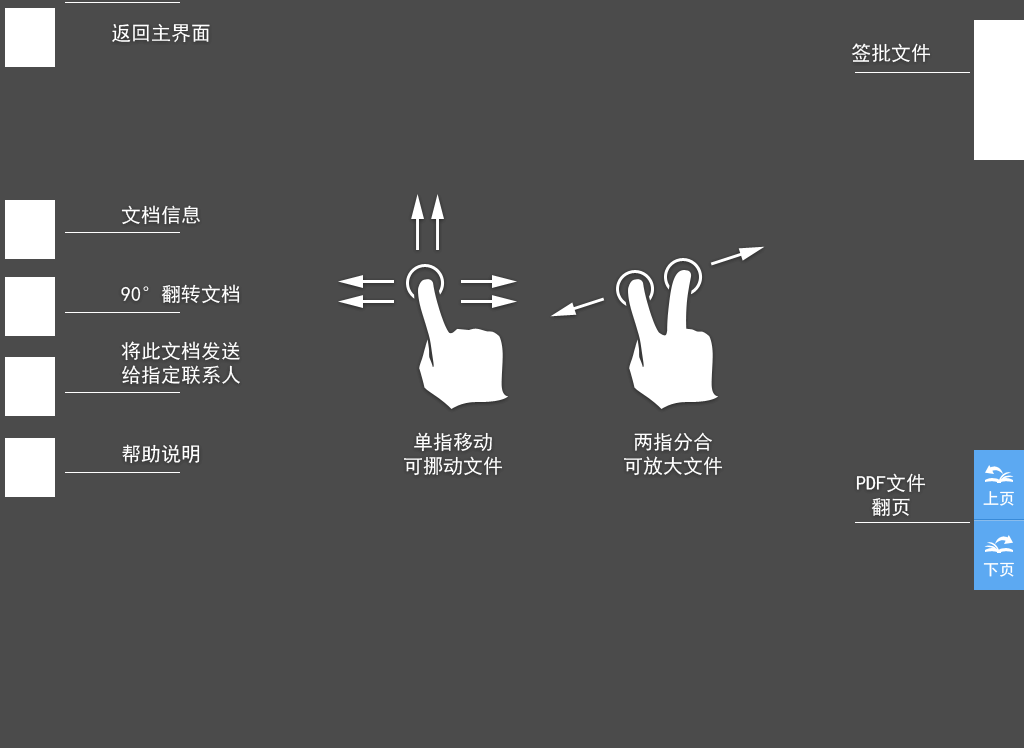 返回主界面
签批文件
文档信息
90°翻转文档
将此文档发送
给指定联系人
帮助说明
单指移动
可挪动文件
两指分合
可放大文件
PDF文件
翻页
上页
下页